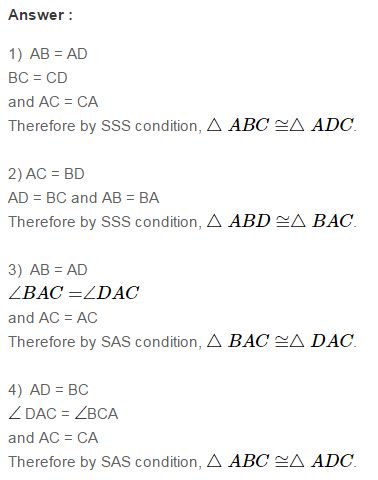 Answer :
1) AB = AD
BC = CD
and AC = CA
Therefore by SSS condition, △ ABC ≅△ ADC.
2) AC = BD
AD = BC and AB = BA
Therefore by SSS condition, △ ABD ≅△ BAC.
3) AB = AD
∠BAC =∠DAC
and AC = AC
Therefore by SAS condition, △ BAC ≅△ DAC.
4) AD = BC
∠ DAC = ∠BCA
and AC = CA
Therefore by SAS condition, △ ABC ≅△ ADC.